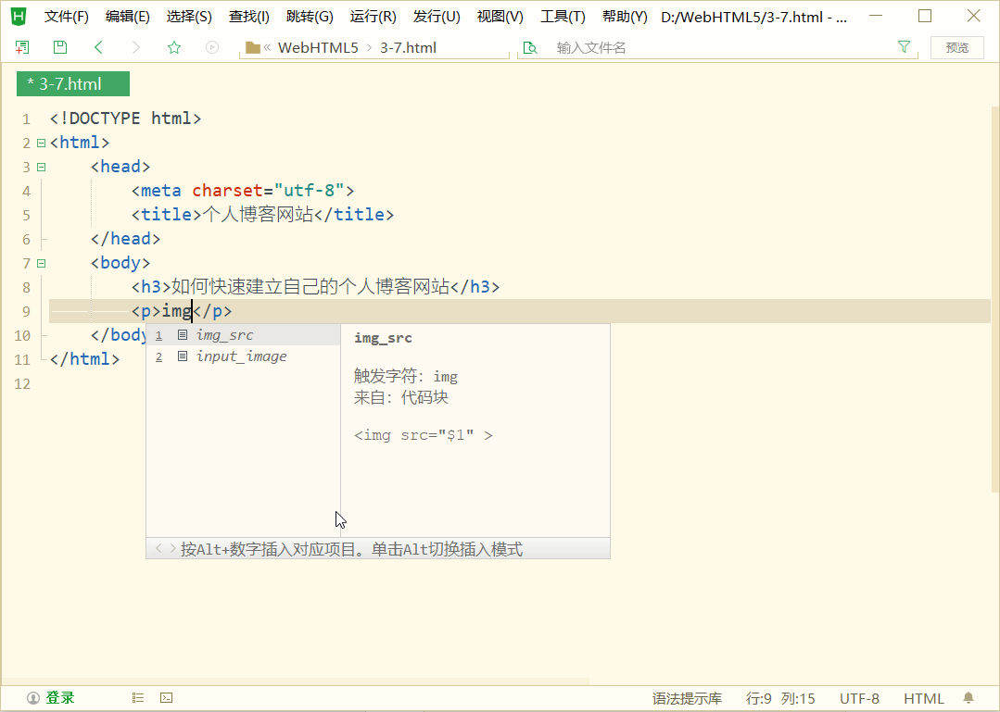 文件(F) 编辑(E) 选择(S) 查找(I) 跳转(G) 运行(R) 发行(U) 视图(V) 工具(T) 帮助(Y) D:/WebHTML5/3-7.html - ...
« WebHTML5 > 3-7.html 输入文件名 预览
* 3-7.html
1 <!DOCTYPE html>
2 <html>
3 <head>
4 <meta charset="utf-8">
5 <title>个人博客网站</title>
6 </head>
7 <body>
8 <h3>如何快速建立自己的个人博客网站</h3>
9 <p>img</p>
10 </body
11 </html>
12
1 img_src
2 input_image
img_src
触发字符：img
来自：代码块
<img src="$1" >
按Alt+数字插入对应项目。单击Alt切换插入模式
登录 语法提示库 行:9 列:15 UTF-8 HTML